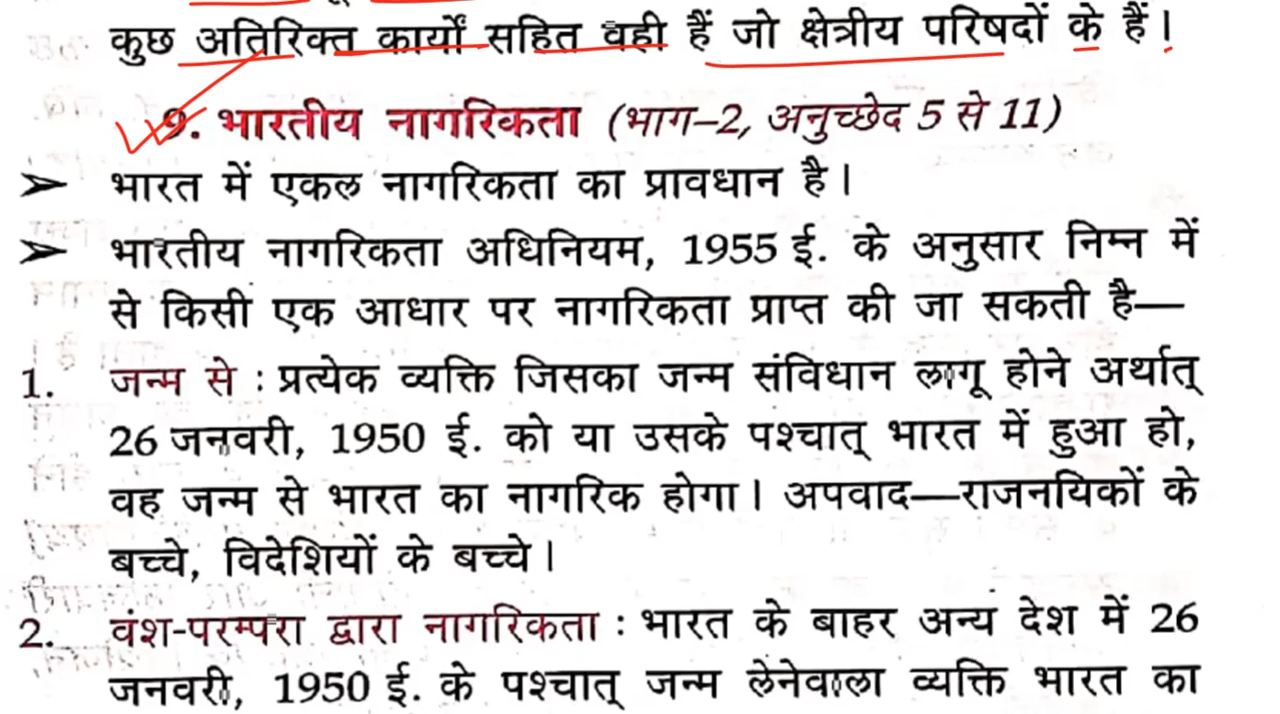 कुछ अतिरिक्त कार्यों सहित वही हैं जो क्षेत्रीय परिषदों के हैं।
9. भारतीय नागरिकता (भाग–2, अनुच्छेद 5 से 11)
➢ भारत में एकल नागरिकता का प्रावधान है।
➢ भारतीय नागरिकता अधिनियम, 1955 ई. के अनुसार निम्न में
से किसी एक आधार पर नागरिकता प्राप्त की जा सकती है—
1. जन्म से : प्रत्येक व्यक्ति जिसका जन्म संविधान लागू होने अर्थात्
26 जनवरी, 1950 ई. को या उसके पश्चात् भारत में हुआ हो,
वह जन्म से भारत का नागरिक होगा। अपवाद—राजनयिकों के
बच्चे, विदेशियों के बच्चे।
2. वंश-परम्परा द्वारा नागरिकता : भारत के बाहर अन्य देश में 26
जनवरी, 1950 ई. के पश्चात् जन्म लेनेवाला व्यक्ति भारत का